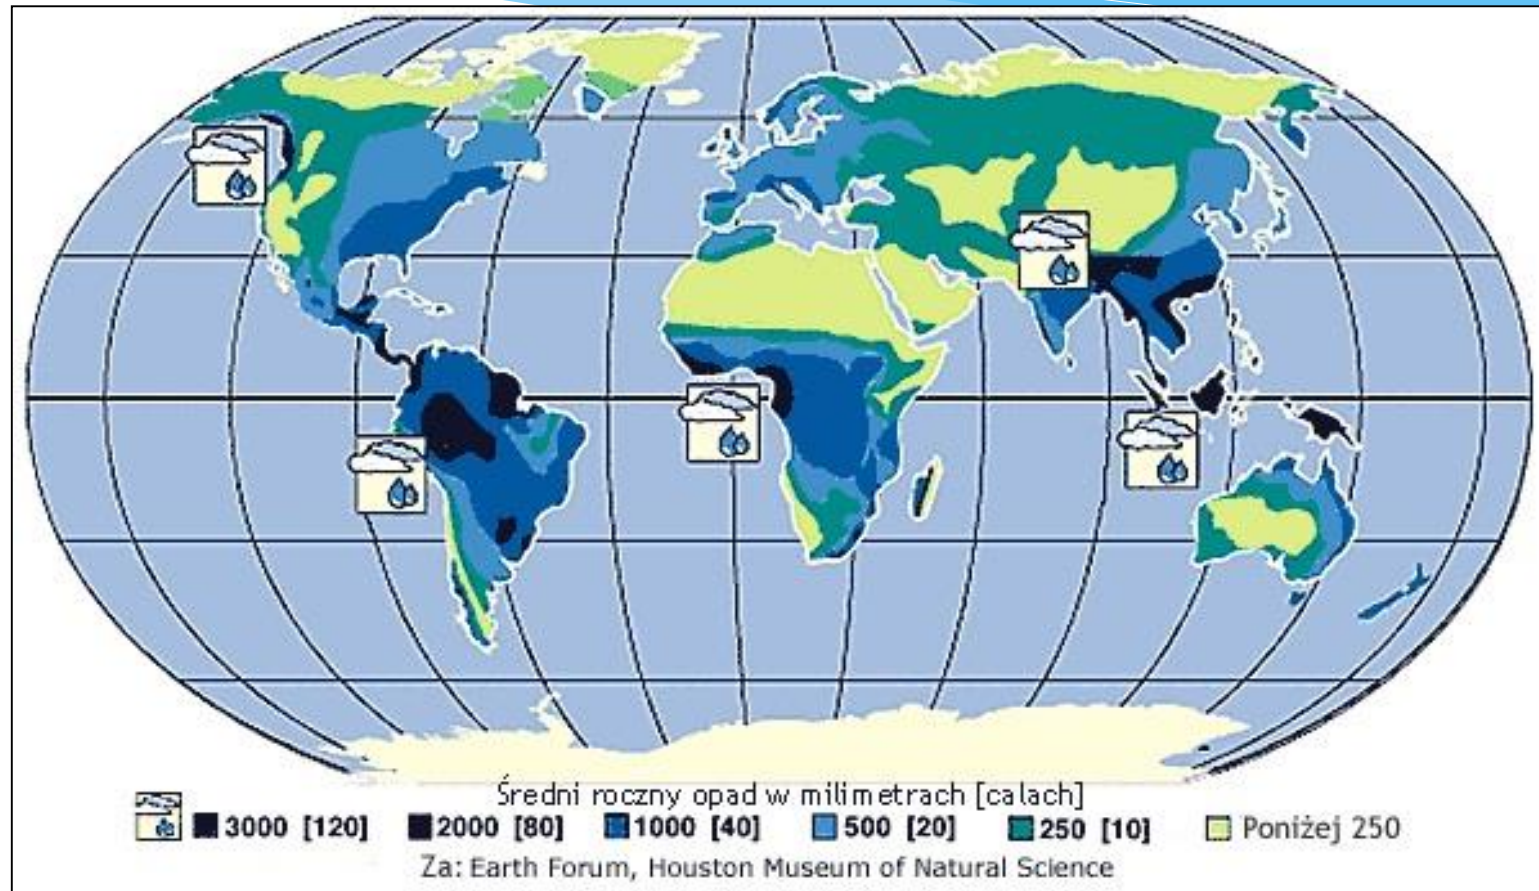 Średni roczny opad w milimetrach [calach]
3000 [120] 2000 [80] 1000 [40] 500 [20] 250 [10] Poniżej 250
Za: Earth Forum, Houston Museum of Natural Science